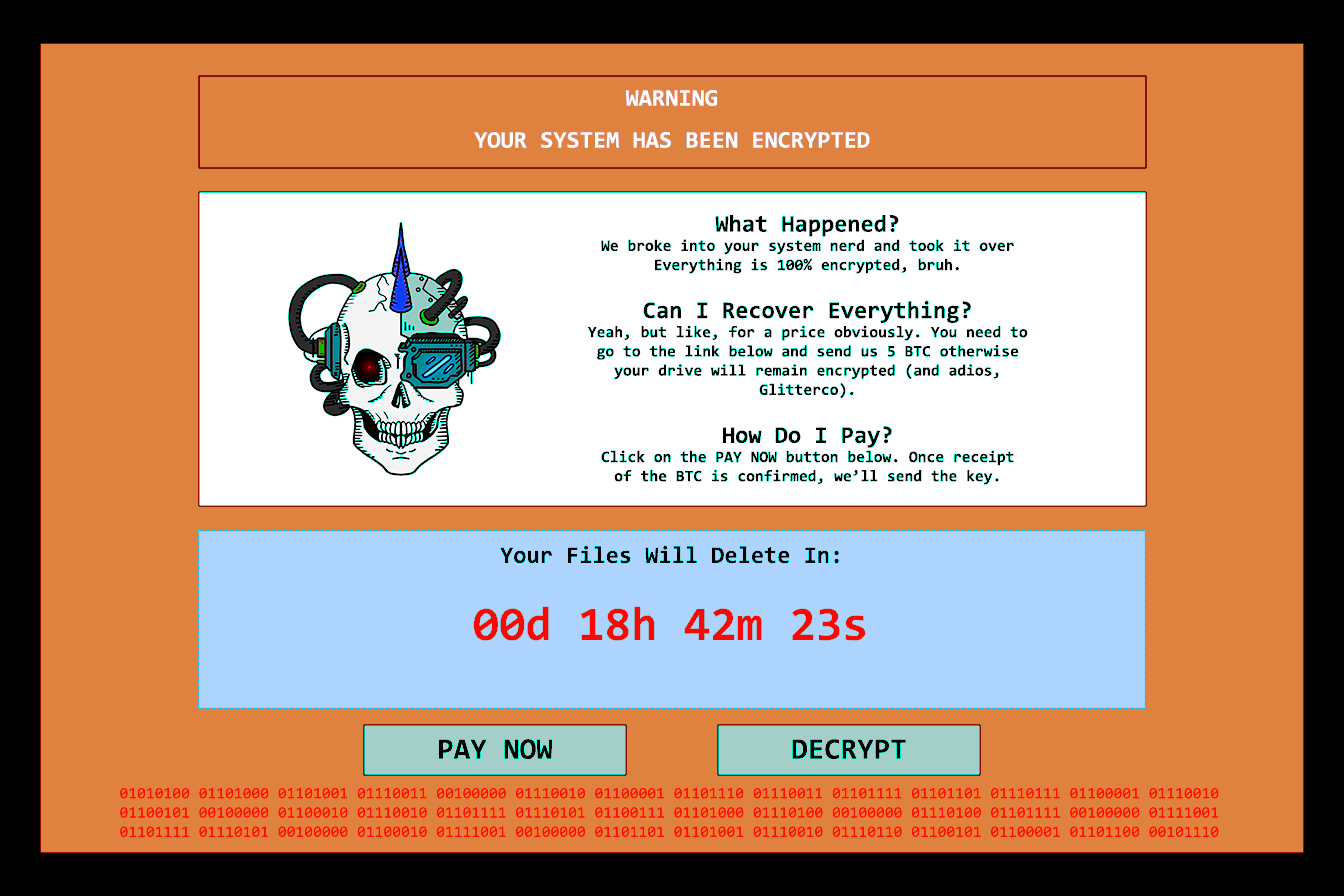 WARNING
YOUR SYSTEM HAS BEEN ENCRYPTED
What Happened?
We broke into your system nerd and took it over
Everything is 100% encrypted, bruh.
Can I Recover Everything?
Yeah, but like, for a price obviously. You need to
go to the link below and send us 5 BTC otherwise
your drive will remain encrypted (and adios,
Glitterco).
How Do I Pay?
Click on the PAY NOW button below. Once receipt
of the BTC is confirmed, we’ll send the key.
Your Files Will Delete In:
00d 18h 42m 23s
PAY NOW
DECRYPT
01010100 01101000 01101001 01110011 00100000 01110010 01100001 01101110 01110011 01101111 01101101 01110111 01100001 01110010
01100101 00100000 01100010 01110010 01101111 01110101 01100111 01101000 01110100 00100000 01110100 01101111 00100000 01111001
01101111 01110101 00100000 01100010 01111001 00100000 01101101 01101001 01110010 01110110 01100101 01100001 01101100 00101110